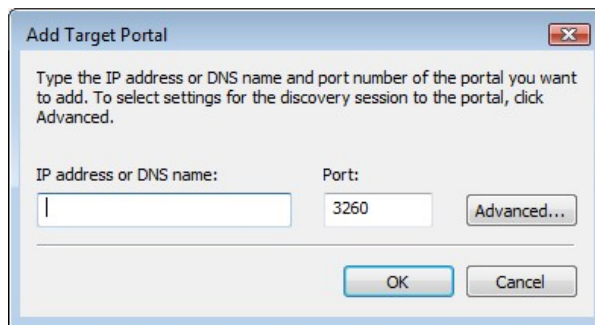 Add Target Portal
Type the IP address or DNS name and port number of the portal you want
to add. To select settings for the discovery session to the portal, click
Advanced.
IP address or DNS name:
Port:
3260
Advanced...
OK
Cancel